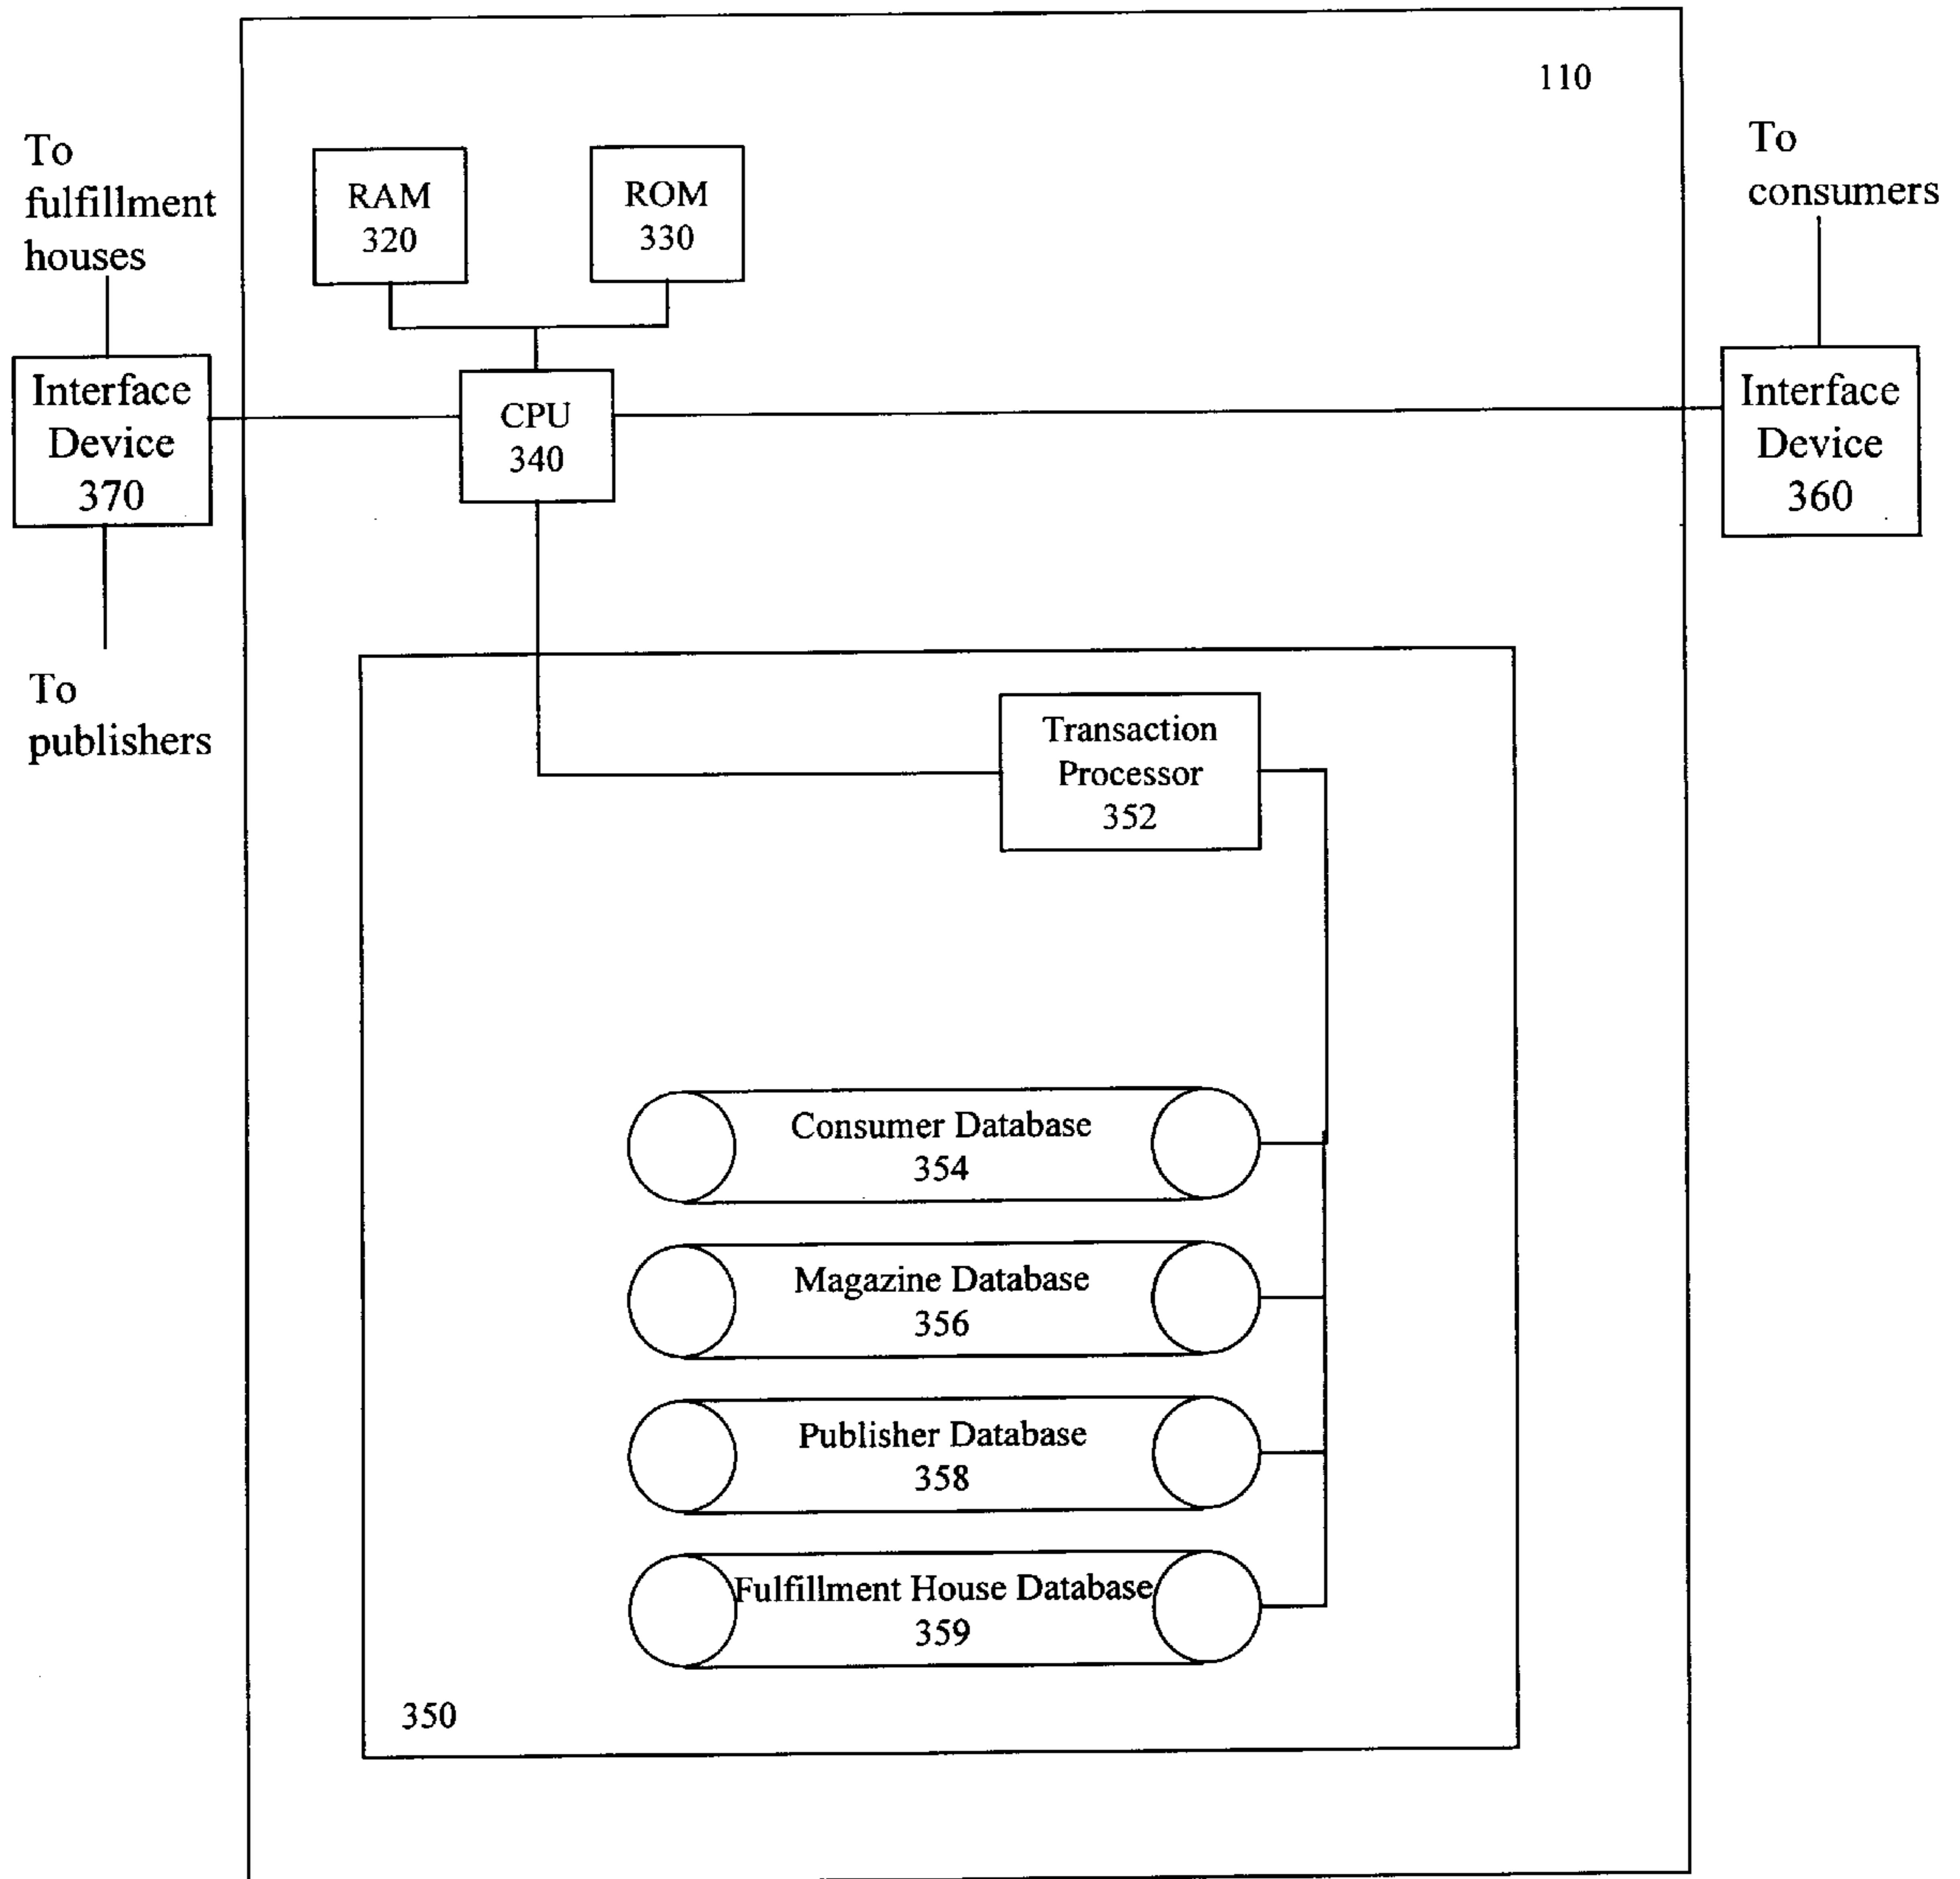 110
To
fulfillment
houses
To
consumers
RAM
320
ROM
330
Interface
Device
370
CPU
340
Interface
Device
360
To
publishers
Transaction
Processor
352
Consumer Database
354
Magazine Database
356
Publisher Database
358
Fulfillment House Database
359
350